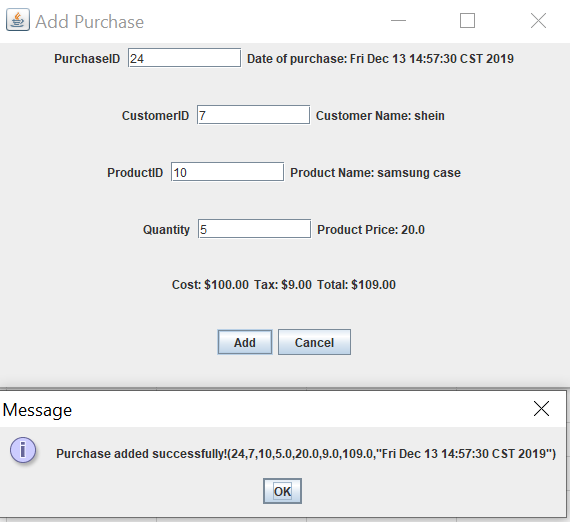 Add Purchase
PurchaseID 24 Date of purchase: Fri Dec 13 14:57:30 CST 2019
CustomerID 7 Customer Name: shein
ProductID 10 Product Name: samsung case
Quantity 5 Product Price: 20.0
Cost: $100.00 Tax: $9.00 Total: $109.00
Add Cancel
Message
Purchase added successfully!(24,7,10,5.0,20.0,9.0,109.0,"Fri Dec 13 14:57:30 CST 2019")
OK